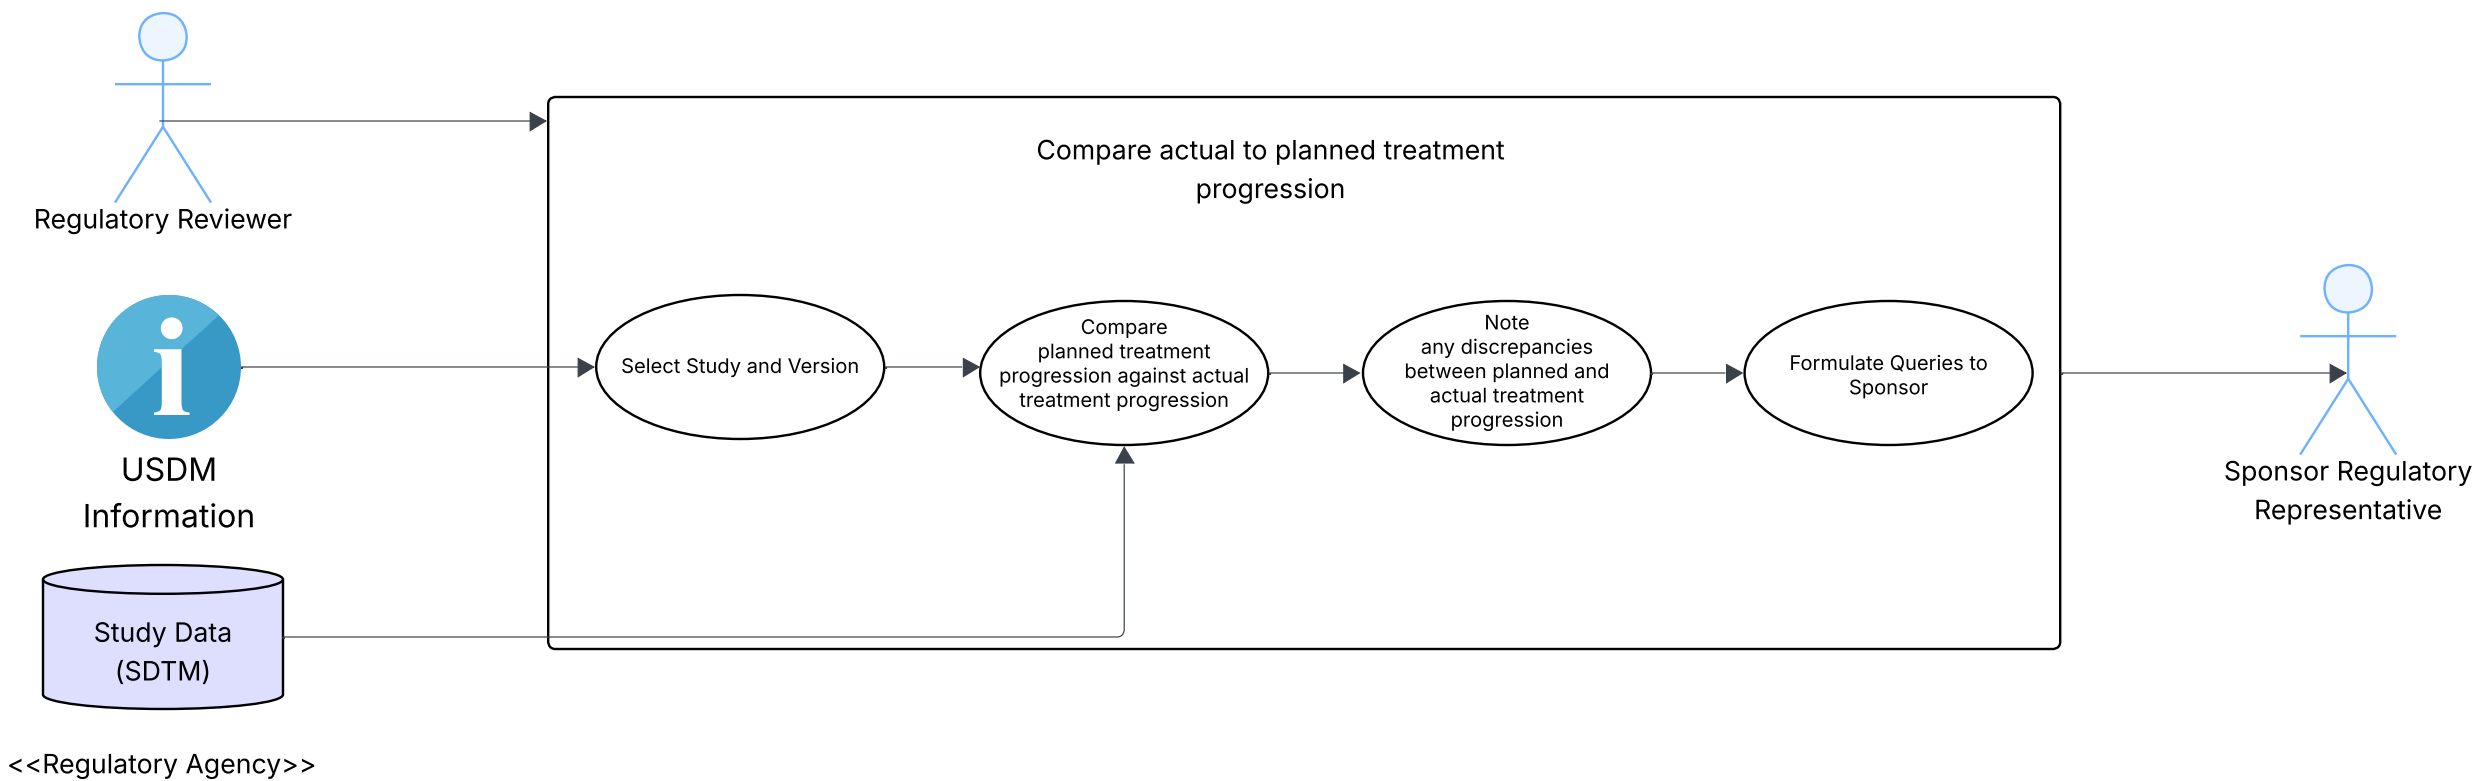 Regulatory Reviewer
Compare actual to planned treatment
progression
USDM
Information
Select Study and Version
Compare
planned treatment
progression against actual
treatment progression
Note
any discrepancies
between planned and
actual treatment
progression
Formulate Queries to
Sponsor
Sponsor Regulatory
Representative
Study Data
(SDTM)
<<Regulatory Agency>>